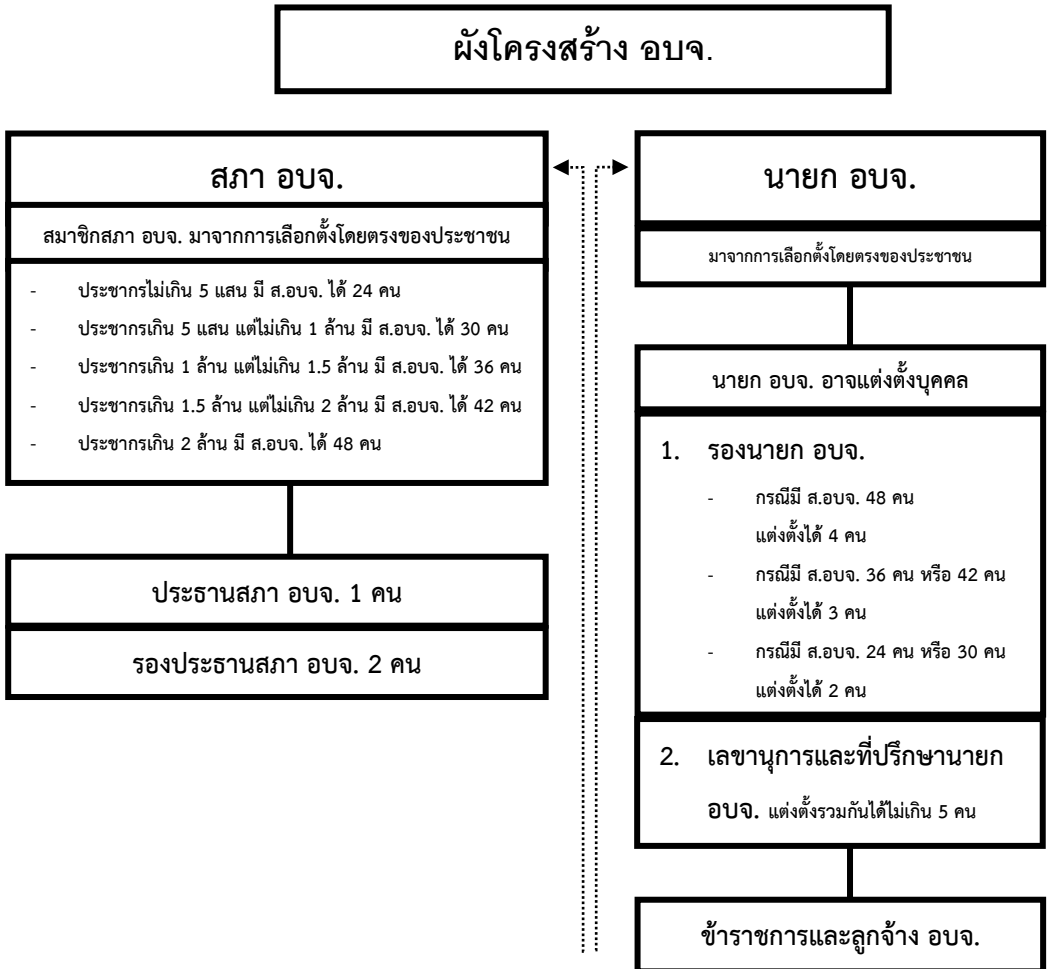 ผังโครงสร้าง อบจ.
สภา อบจ.
สมาชิกสภา อบจ. มาจากการเลือกตั้งโดยตรงของประชาชน
- ประชากรไม่เกิน 5 แสน มี ส.อบจ. ได้ 24 คน
- ประชากรเกิน 5 แสน แต่ไม่เกิน 1 ล้าน มี ส.อบจ. ได้ 30 คน
- ประชากรเกิน 1 ล้าน แต่ไม่เกิน 1.5 ล้าน มี ส.อบจ. ได้ 36 คน
- ประชากรเกิน 1.5 ล้าน แต่ไม่เกิน 2 ล้าน มี ส.อบจ. ได้ 42 คน
- ประชากรเกิน 2 ล้าน มี ส.อบจ. ได้ 48 คน
ประธานสภา อบจ. 1 คน
รองประธานสภา อบจ. 2 คน
นายก อบจ.
มาจากการเลือกตั้งโดยตรงของประชาชน
นายก อบจ. อาจแต่งตั้งบุคคล
1. รองนายก อบจ.
- กรณีมี ส.อบจ. 48 คน
แต่งตั้งได้ 4 คน
- กรณีมี ส.อบจ. 36 คน หรือ 42 คน
แต่งตั้งได้ 3 คน
- กรณีมี ส.อบจ. 24 คน หรือ 30 คน
แต่งตั้งได้ 2 คน
2. เลขานุการและที่ปรึกษานายก
อบจ. แต่งตั้งรวมกันได้ไม่เกิน 5 คน
ข้าราชการและลูกจ้าง อบจ.